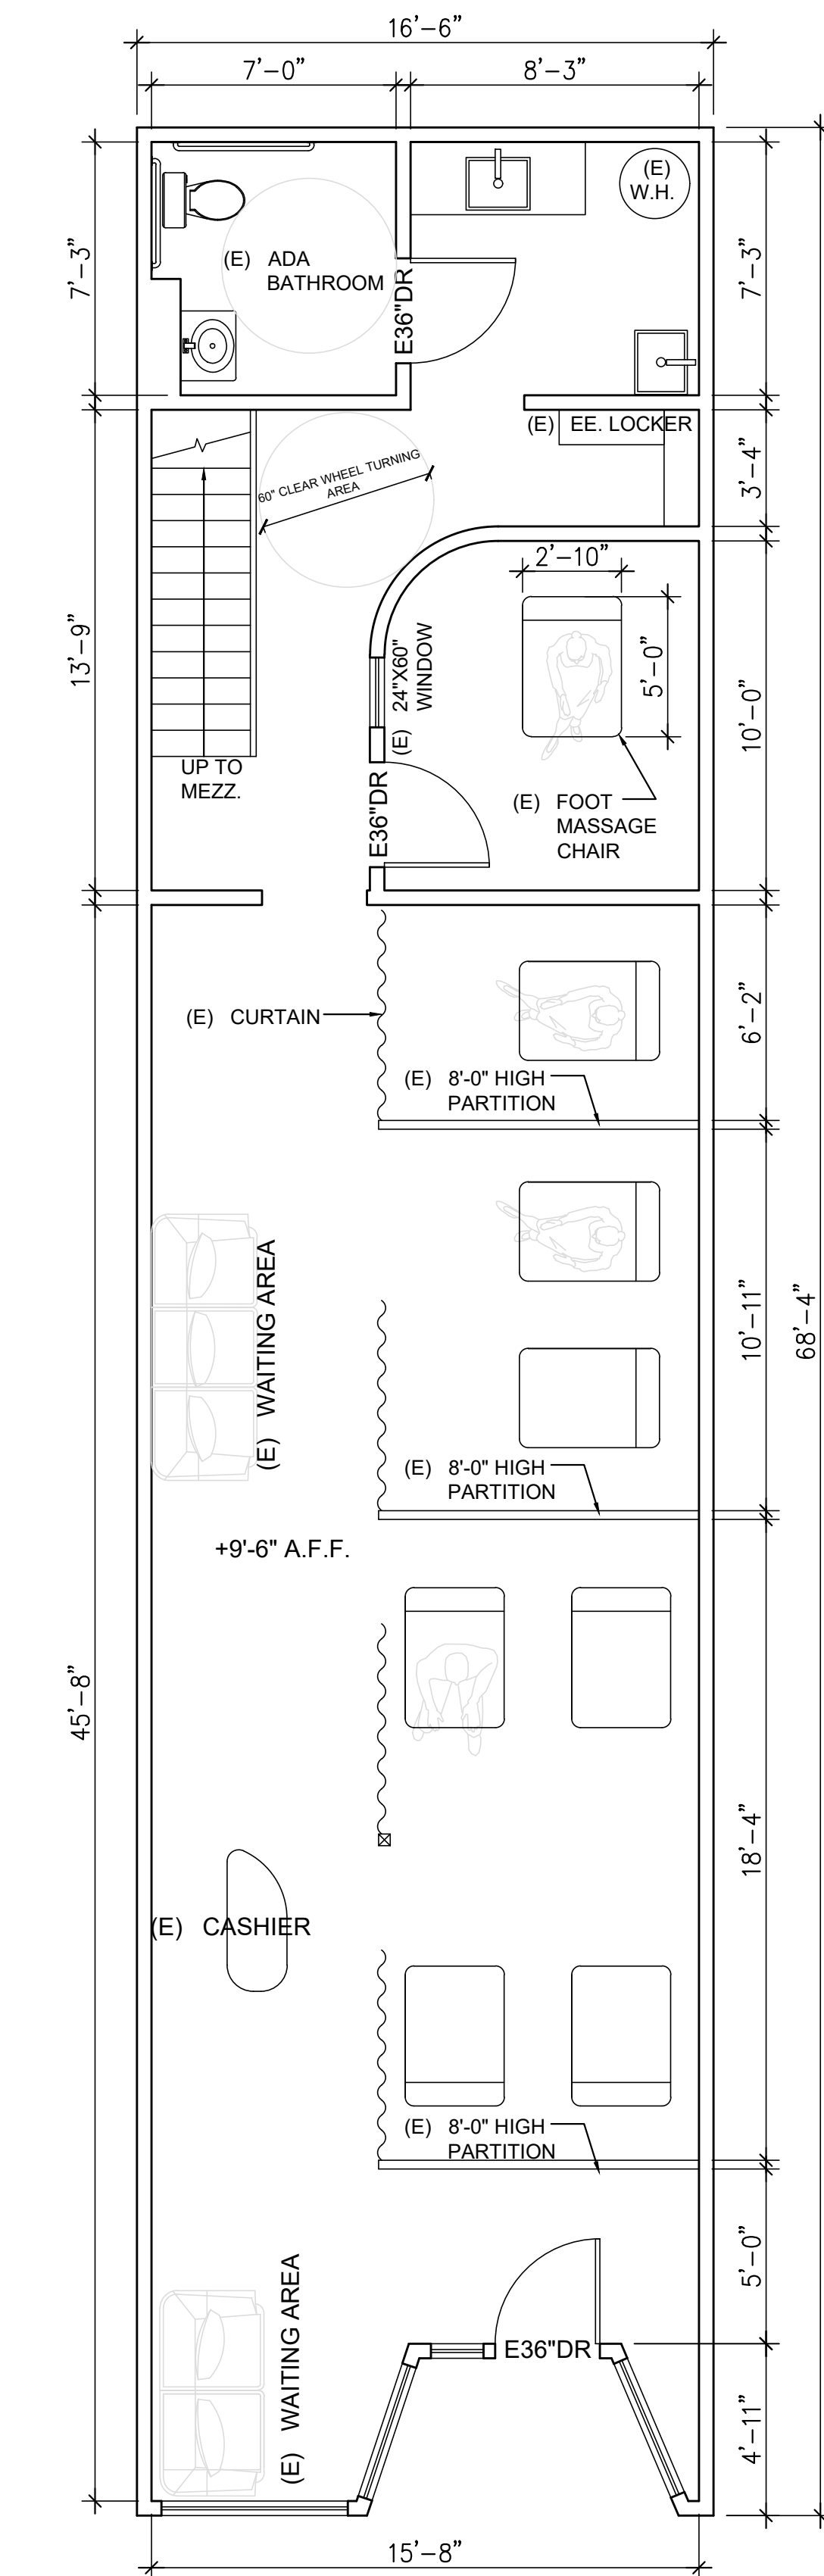 16'-6"
7'-0"
8'-3"
(E)
W.H.
7'-3"
(E) ADA
BATHROOM
E36"DR
7'-3"
(E) EE. LOCKER
60" CLEAR WHEEL TURNING
AREA
3'-4"
2'-10"
13'-9"
(E) 24"X60"
WINDOW
5'-0"
10'-0"
UP TO
MEZZ.
E36"DR
(E) FOOT
MASSAGE
CHAIR
6'-2"
(E) CURTAIN
(E) 8'-0" HIGH
PARTITION
(E) WAITING AREA
10'-11"
68'-4"
(E) 8'-0" HIGH
PARTITION
+9'-6" A.F.F.
45'-8"
18'-4"
(E) CASHIER
(E) 8'-0" HIGH
PARTITION
(E) WAITING AREA
5'-0"
E36"DR
4'-11"
15'-8"